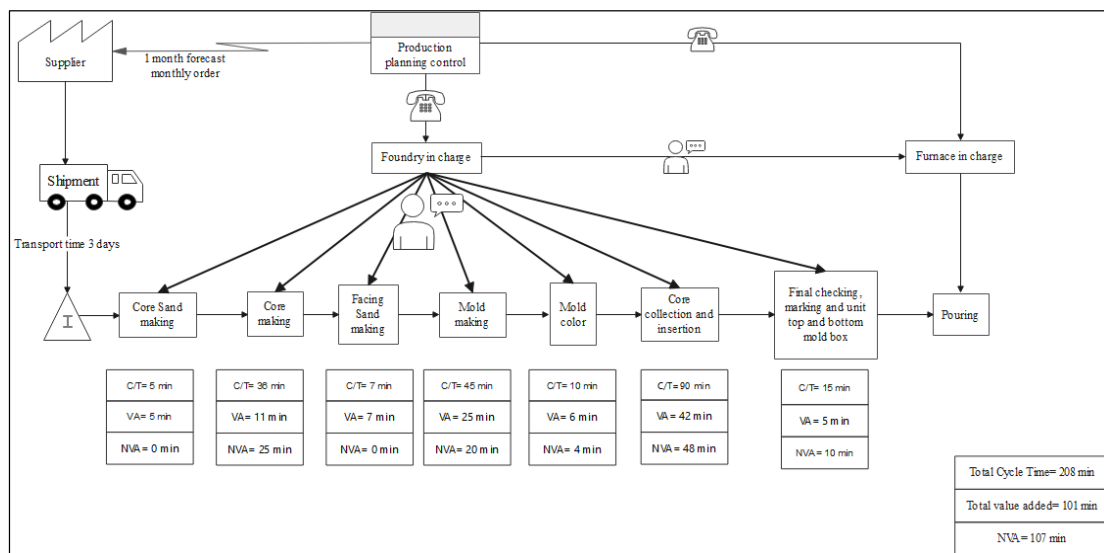 Supplier
1 month forecast
monthly order
Production
planning control
Foundry in charge
Furnace in charge
Shipment
Transport time 3 days
I
Core Sand
making
Core
making
Facing
Sand
making
Mold
making
Mold
color
Core
collection and
insertion
Final checking,
marking and unit
top and bottom
mold box
Pouring
C/T= 5 min
VA= 5 min
NVA= 0 min
C/T= 36 min
VA= 11 min
NVA= 25 min
C/T= 7 min
VA= 7 min
NVA= 0 min
C/T= 45 min
VA= 25 min
NVA= 20 min
C/T= 10 min
VA= 6 min
NVA= 4 min
C/T= 90 min
VA= 42 min
NVA= 48 min
C/T= 15 min
VA= 5 min
NVA= 10 min
Total Cycle Time= 208 min
Total value added= 101 min
NVA= 107 min